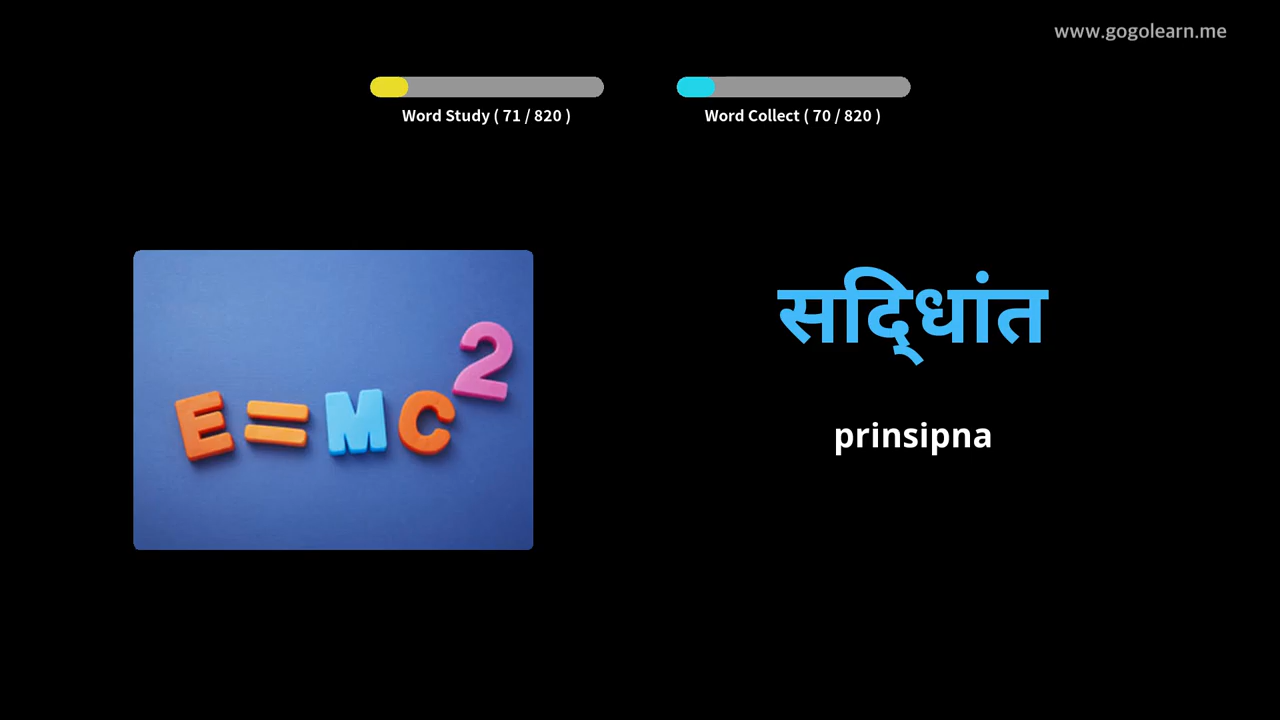 www.gogolearn.me
Word Study ( 71 / 820 )
Word Collect ( 70 / 820 )
E=MC2
सद्धिांत
prinsipna